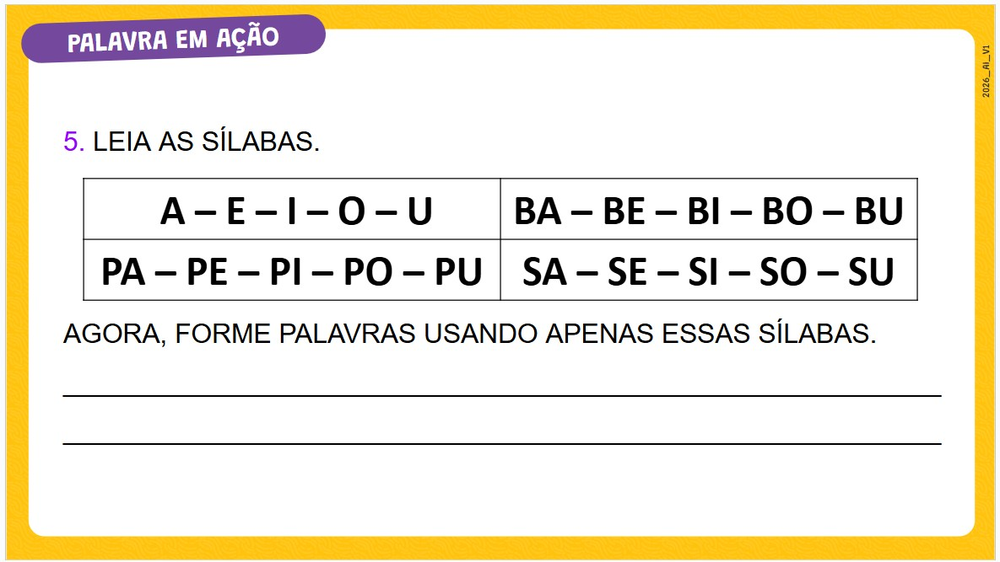 PALAVRA EM AÇÃO
2026_AI_V1
5. LEIA AS SÍLABAS.
A – E – I – O – U
BA – BE – BI – BO – BU
PA – PE – PI – PO – PU
SA – SE – SI – SO – SU
AGORA, FORME PALAVRAS USANDO APENAS ESSAS SÍLABAS.